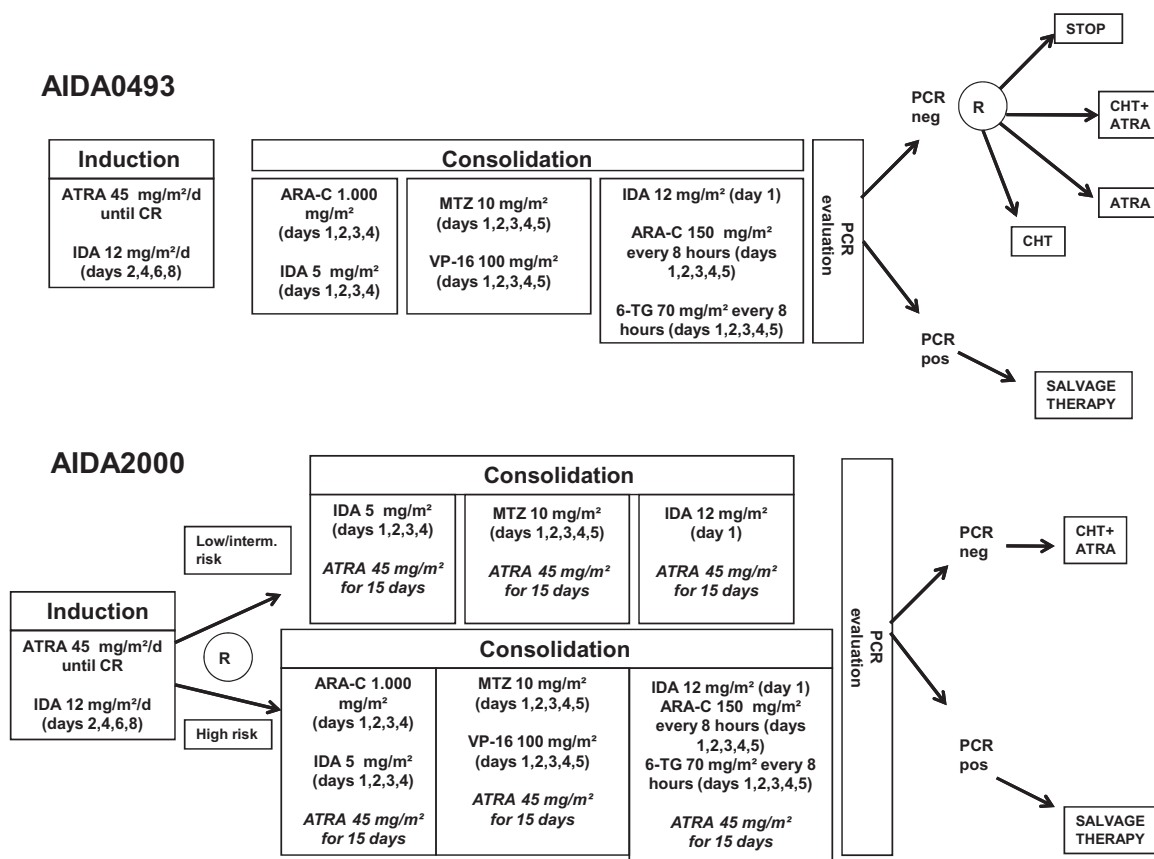 AIDA0493
Induction
ATRA 45 mg/m²/d
until CR
IDA 12 mg/m²/d
(days 2,4,6,8)
Consolidation
ARA-C 1.000
mg/m²
(days 1,2,3,4)
IDA 5 mg/m²
(days 1,2,3,4)
MTZ 10 mg/m²
(days 1,2,3,4,5)
VP-16 100 mg/m²
(days 1,2,3,4,5)
IDA 12 mg/m² (day 1)
ARA-C 150 mg/m²
every 8 hours (days
1,2,3,4,5)
6-TG 70 mg/m² every 8
hours (days 1,2,3,4,5)
PCR
evaluation
PCR
neg
R
STOP
CHT+
ATRA
ATRA
CHT
PCR
pos
SALVAGE
THERAPY
AIDA2000
Induction
ATRA 45 mg/m²/d
until CR
IDA 12 mg/m²/d
(days 2,4,6,8)
Low/interm.
risk
R
High risk
Consolidation
IDA 5 mg/m²
(days 1,2,3,4)
ATRA 45 mg/m²
for 15 days
MTZ 10 mg/m²
(days 1,2,3,4,5)
ATRA 45 mg/m²
for 15 days
IDA 12 mg/m²
(day 1)
ATRA 45 mg/m²
for 15 days
Consolidation
ARA-C 1.000
mg/m²
(days 1,2,3,4)
IDA 5 mg/m²
(days 1,2,3,4)
ATRA 45 mg/m²
for 15 days
MTZ 10 mg/m²
(days 1,2,3,4,5)
VP-16 100 mg/m²
(days 1,2,3,4,5)
ATRA 45 mg/m²
for 15 days
IDA 12 mg/m² (day 1)
ARA-C 150 mg/m²
every 8 hours (days
1,2,3,4,5)
6-TG 70 mg/m² every 8
hours (days 1,2,3,4,5)
ATRA 45 mg/m²
for 15 days
PCR
evaluation
PCR
neg
CHT+
ATRA
PCR
pos
SALVAGE
THERAPY